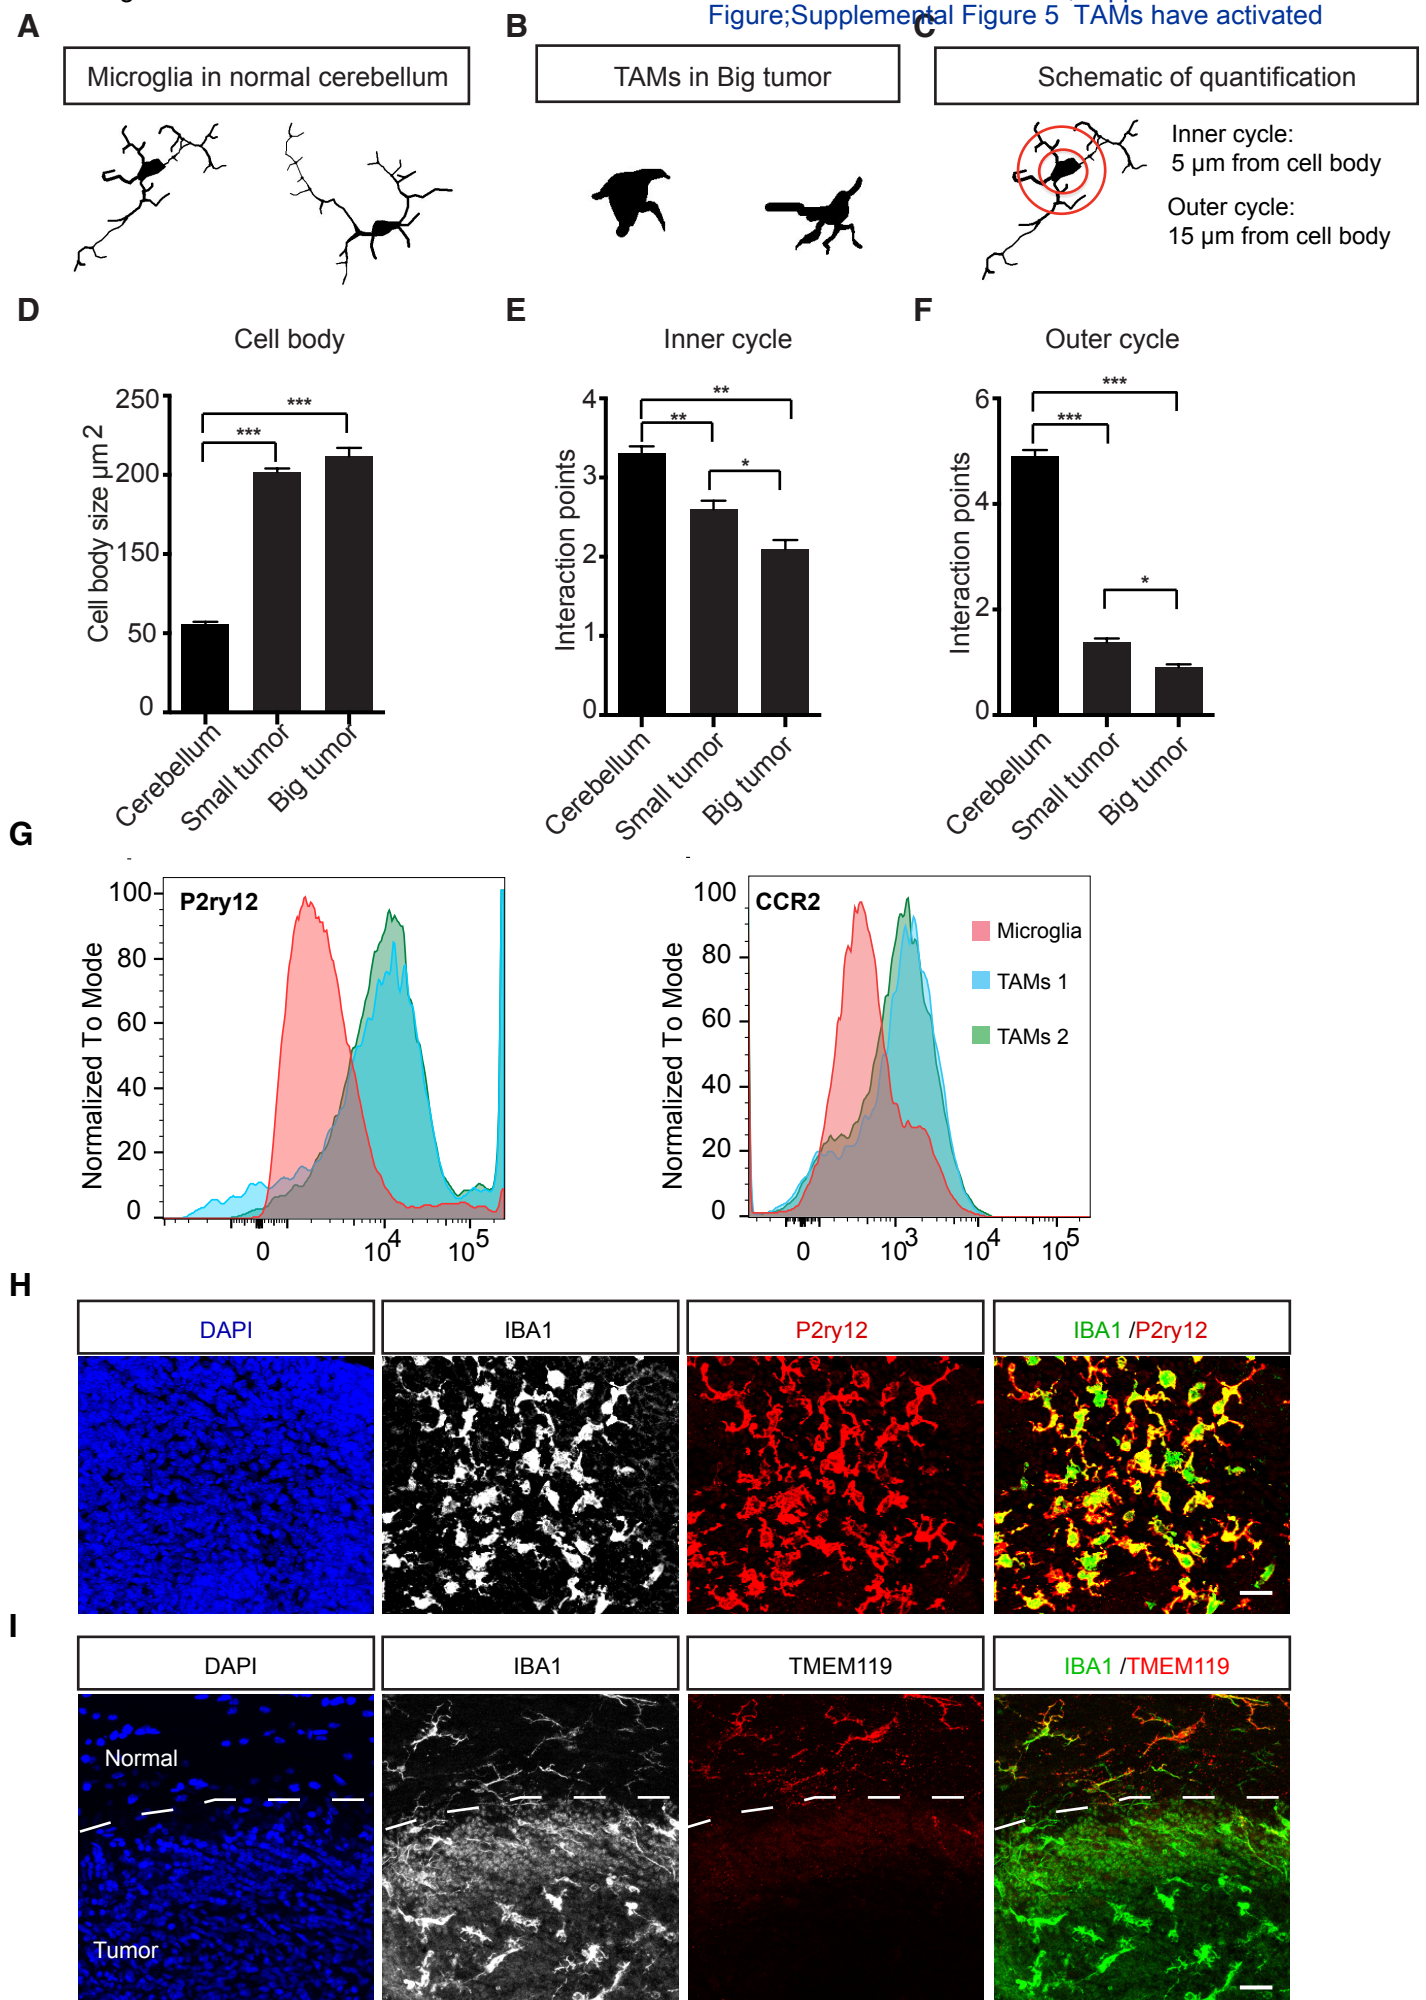 Figure;Supplemental Figure 5 TAMs have activated
A
B
C
Microglia in normal cerebellum
TAMs in Big tumor
Schematic of quantification
Inner cycle:
5 µm from cell body
Outer cycle:
15 µm from cell body
D
E
F
Cell body
Inner cycle
Outer cycle
Cell body size µm2
250
200
150
50
0
***
***
Cerebellum
Small tumor
Big tumor
Interaction points
4
3
2
1
0
**
**
*
Cerebellum
Small tumor
Big tumor
Interaction points
6
4
2
0
***
***
*
Cerebellum
Small tumor
Big tumor
G
P2ry12
Normalized To Mode
100
80
60
40
20
0
0
10^4
10^5
CCR2
Normalized To Mode
100
80
60
40
20
0
0
10^3
10^4
10^5
Microglia
TAMs 1
TAMs 2
H
DAPI
IBA1
P2ry12
IBA1 /P2ry12
I
DAPI
IBA1
TMEM119
IBA1 /TMEM119
Normal
Tumor